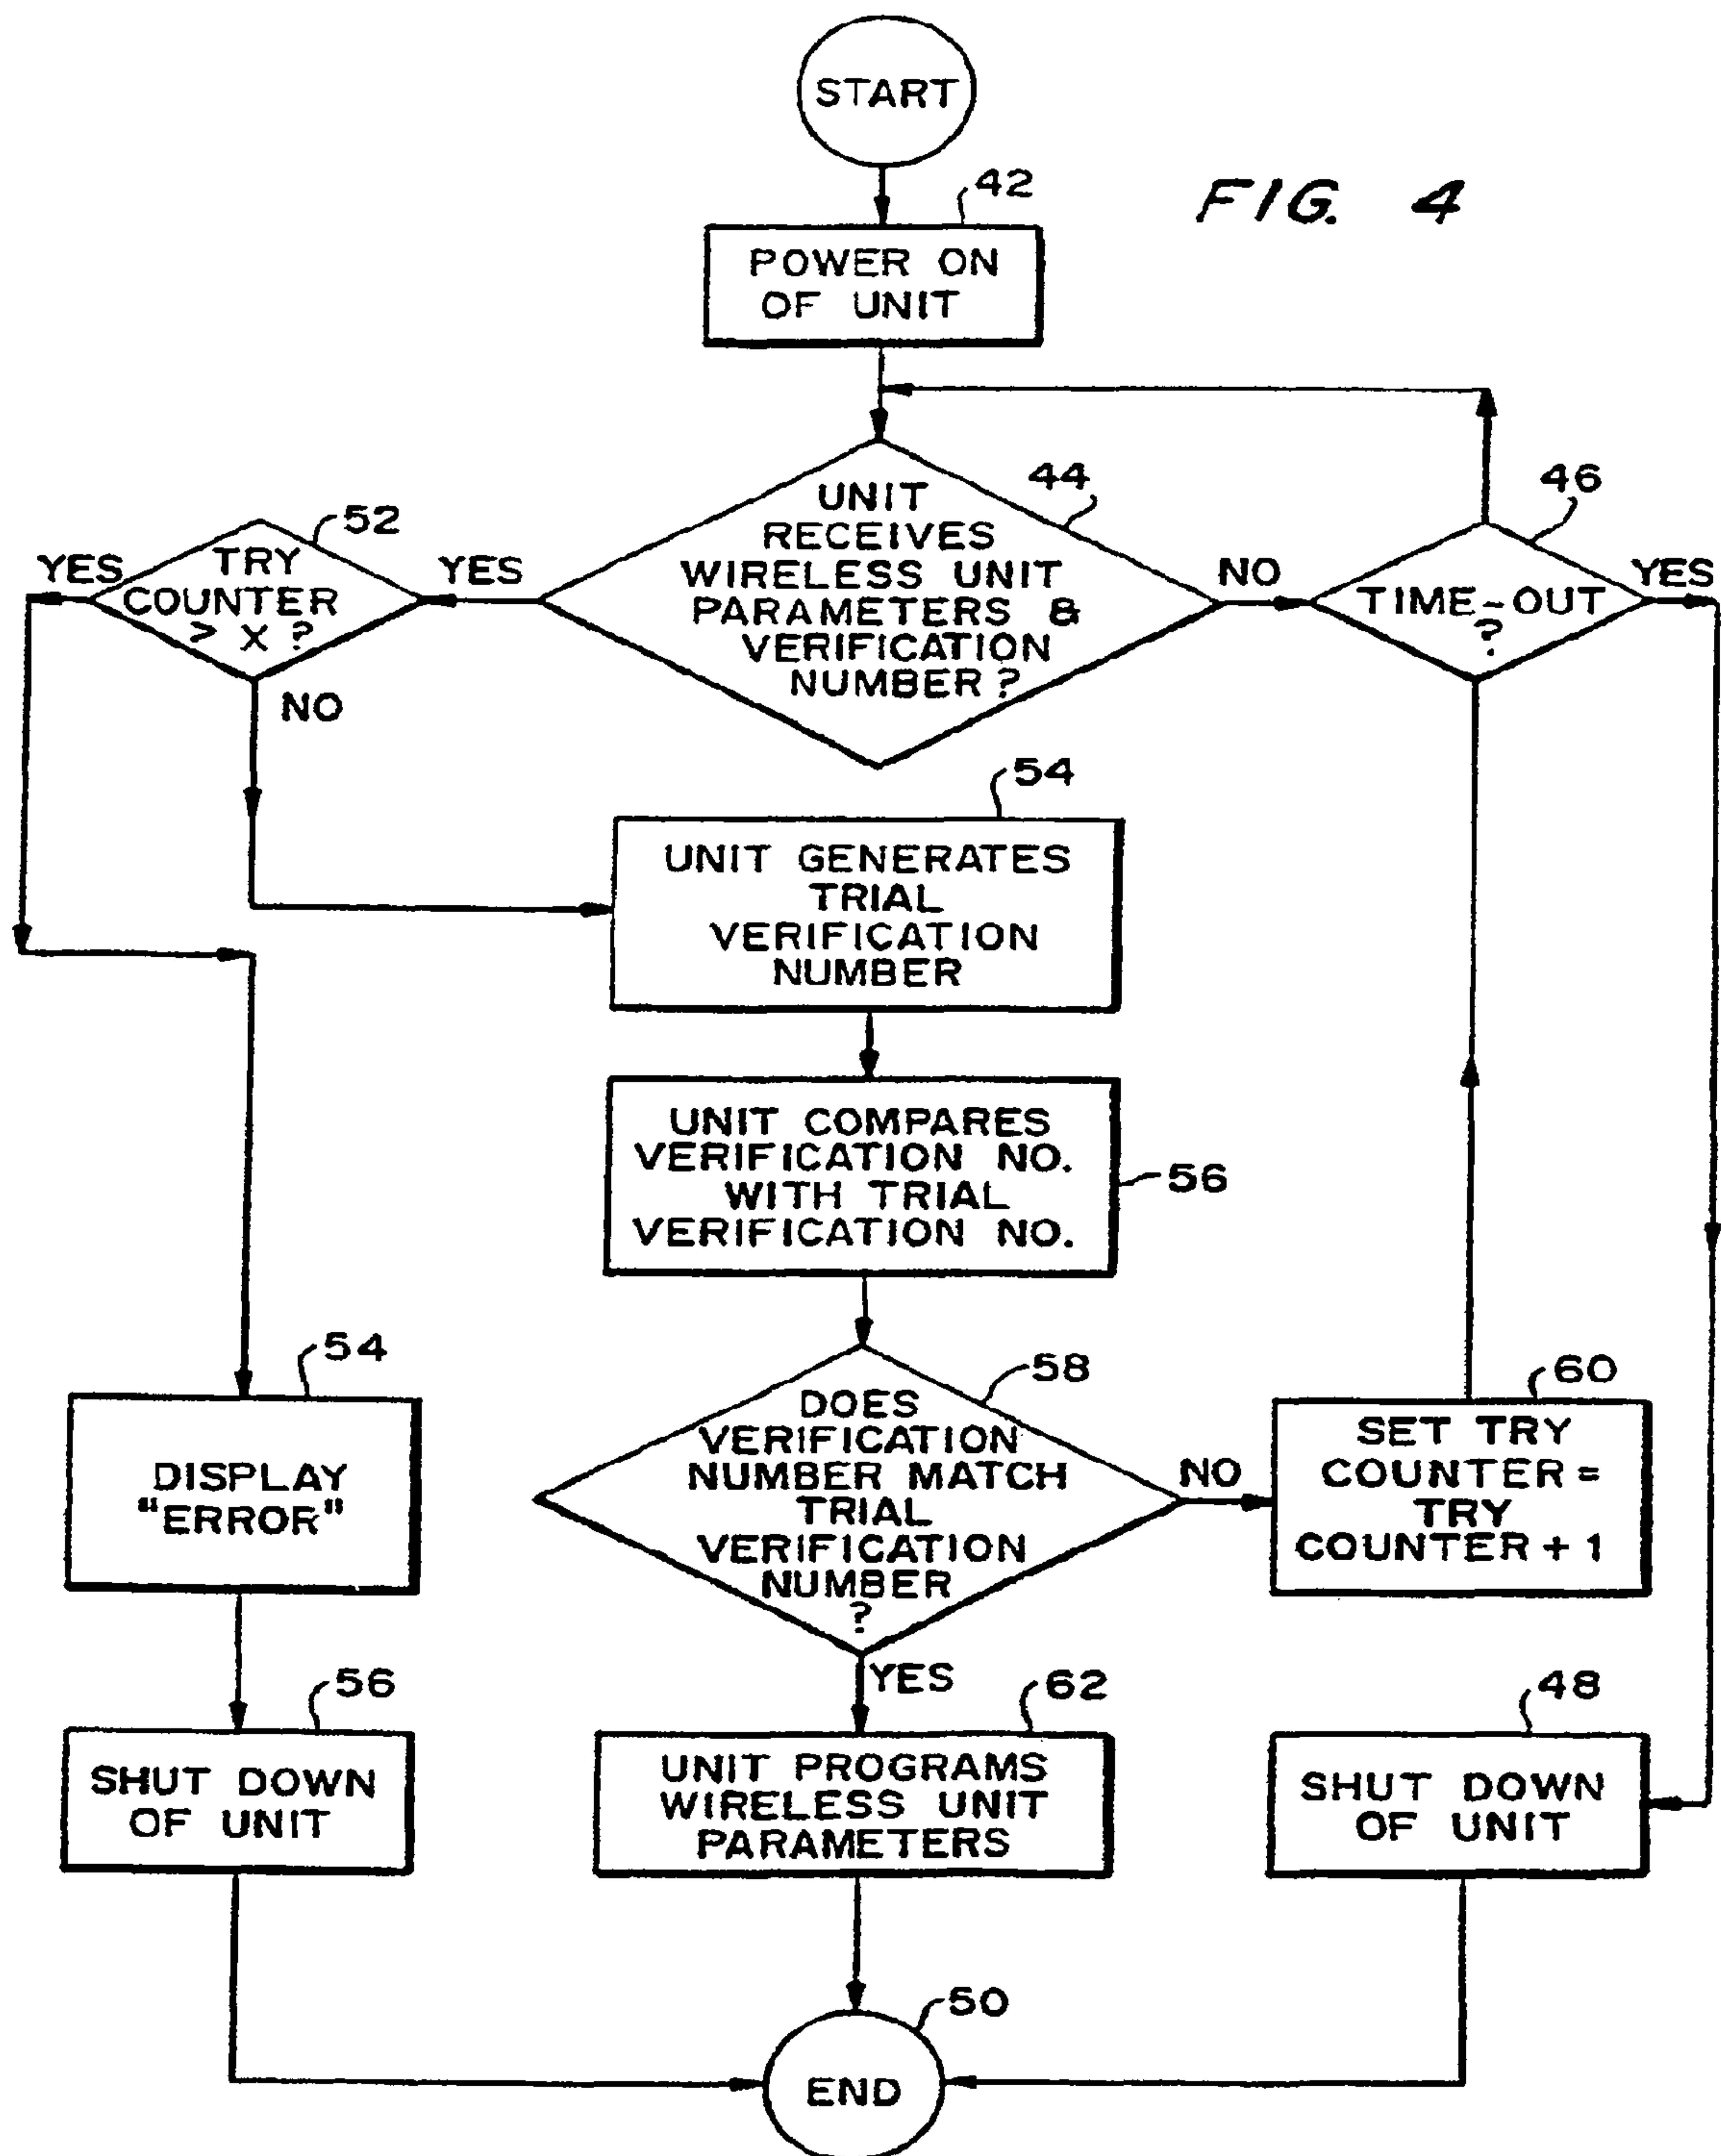 START
FIG. 4
42
POWER ON
OF UNIT
44
46
52
UNIT
RECEIVES
WIRELESS UNIT
PARAMETERS &
VERIFICATION
NUMBER?
YES
TRY
COUNTER
> X ?
YES
NO
TIME-OUT
?
YES
NO
54
UNIT GENERATES
TRIAL
VERIFICATION
NUMBER
UNIT COMPARES
VERIFICATION NO.
WITH TRIAL
VERIFICATION NO.
56
54
DISPLAY
"ERROR"
58
DOES
VERIFICATION
NUMBER MATCH
TRIAL
VERIFICATION
NUMBER
?
NO
60
SET TRY
COUNTER =
TRY
COUNTER + 1
YES
56
SHUT DOWN
OF UNIT
62
UNIT PROGRAMS
WIRELESS UNIT
PARAMETERS
48
SHUT DOWN
OF UNIT
50
END